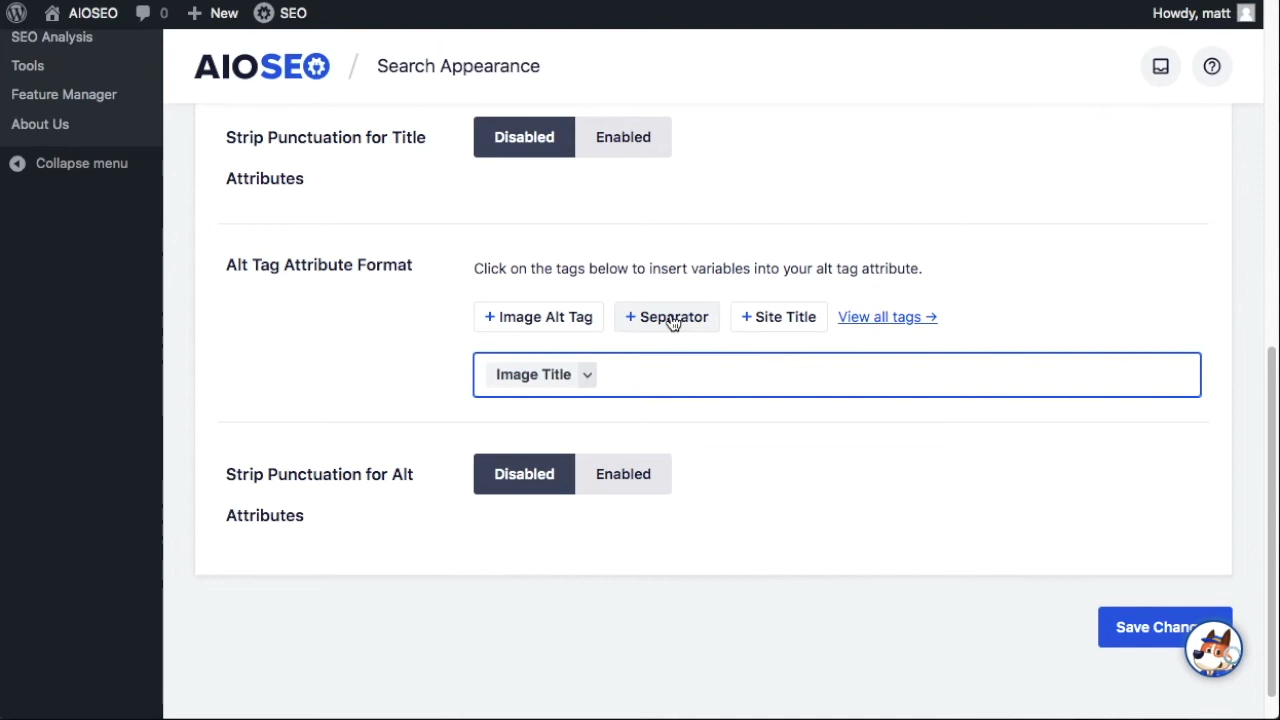 AIOSEO 0 New SEO Howdy, matt
SEO Analysis
Tools
Feature Manager
About Us
Collapse menu
AIOSEO / Search Appearance
Strip Punctuation for Title
Attributes
Disabled Enabled
Alt Tag Attribute Format
Click on the tags below to insert variables into your alt tag attribute.
+ Image Alt Tag + Separator + Site Title View all tags →
Image Title
Strip Punctuation for Alt
Attributes
Disabled Enabled
Save Chang